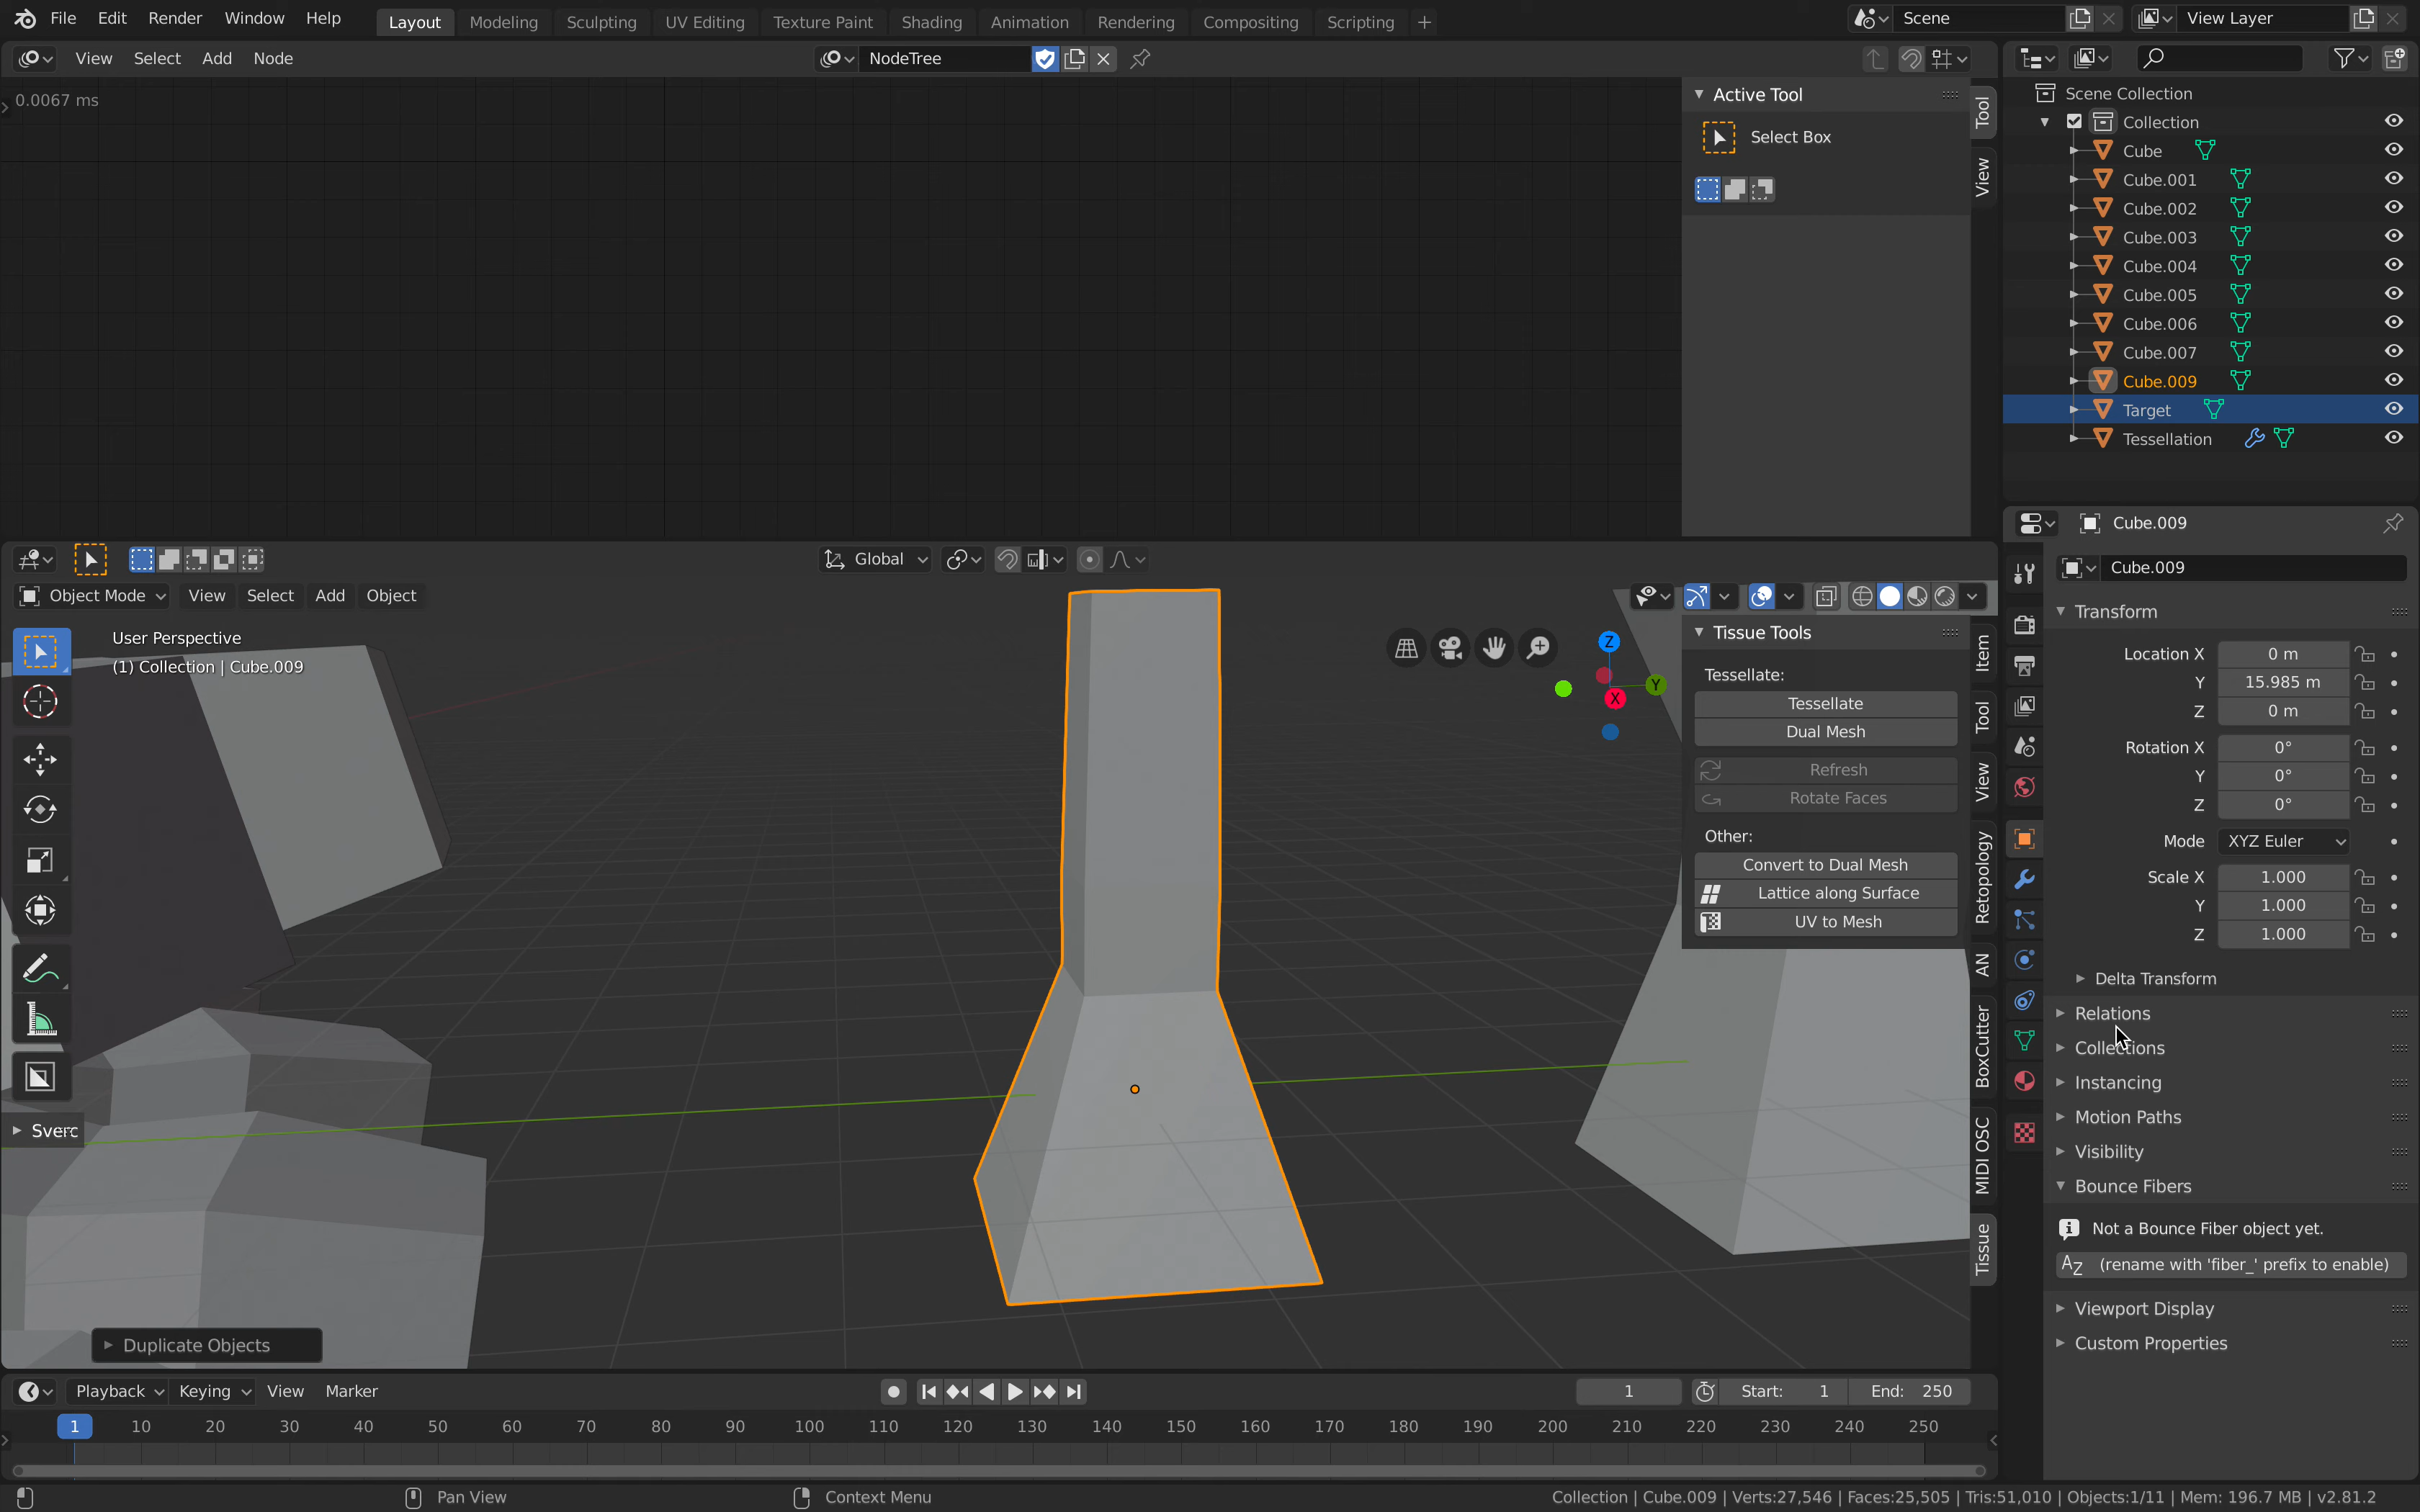 File Edit Render Window Help Layout Modeling Sculpting UV Editing Texture Paint Shading Animation Rendering Compositing Scripting + Scene View Layer
View Select Add Node NodeTree
0.0067 ms
Active Tool
Select Box
Tool
View
Scene Collection
Collection
Cube
Cube.001
Cube.002
Cube.003
Cube.004
Cube.005
Cube.006
Cube.007
Cube.009
Target
Tessellation
Global
Object Mode View Select Add Object
User Perspective
(1) Collection | Cube.009
Z
Y
X
Sverc
Duplicate Objects
Tissue Tools
Tessellate:
Tessellate
Dual Mesh
Refresh
Rotate Faces
Other:
Convert to Dual Mesh
Lattice along Surface
UV to Mesh
Item
Tool
View
Retopology
AN
BoxCutter
MIDI OSC
Tissue
Cube.009
Cube.009
Transform
Location X 0 m
Y 15.985 m
Z 0 m
Rotation X 0°
Y 0°
Z 0°
Mode XYZ Euler
Scale X 1.000
Y 1.000
Z 1.000
Delta Transform
Relations
Collections
Instancing
Motion Paths
Visibility
Bounce Fibers
Not a Bounce Fiber object yet.
AZ (rename with 'fiber_' prefix to enable)
Viewport Display
Custom Properties
Playback Keying View Marker 1 Start: 1 End: 250
1 10 20 30 40 50 60 70 80 90 100 110 120 130 140 150 160 170 180 190 200 210 220 230 240 250
Pan View Context Menu Collection | Cube.009 | Verts:27,546 | Faces:25,505 | Tris:51,010 | Objects:1/11 | Mem: 196.7 MB | v2.81.2